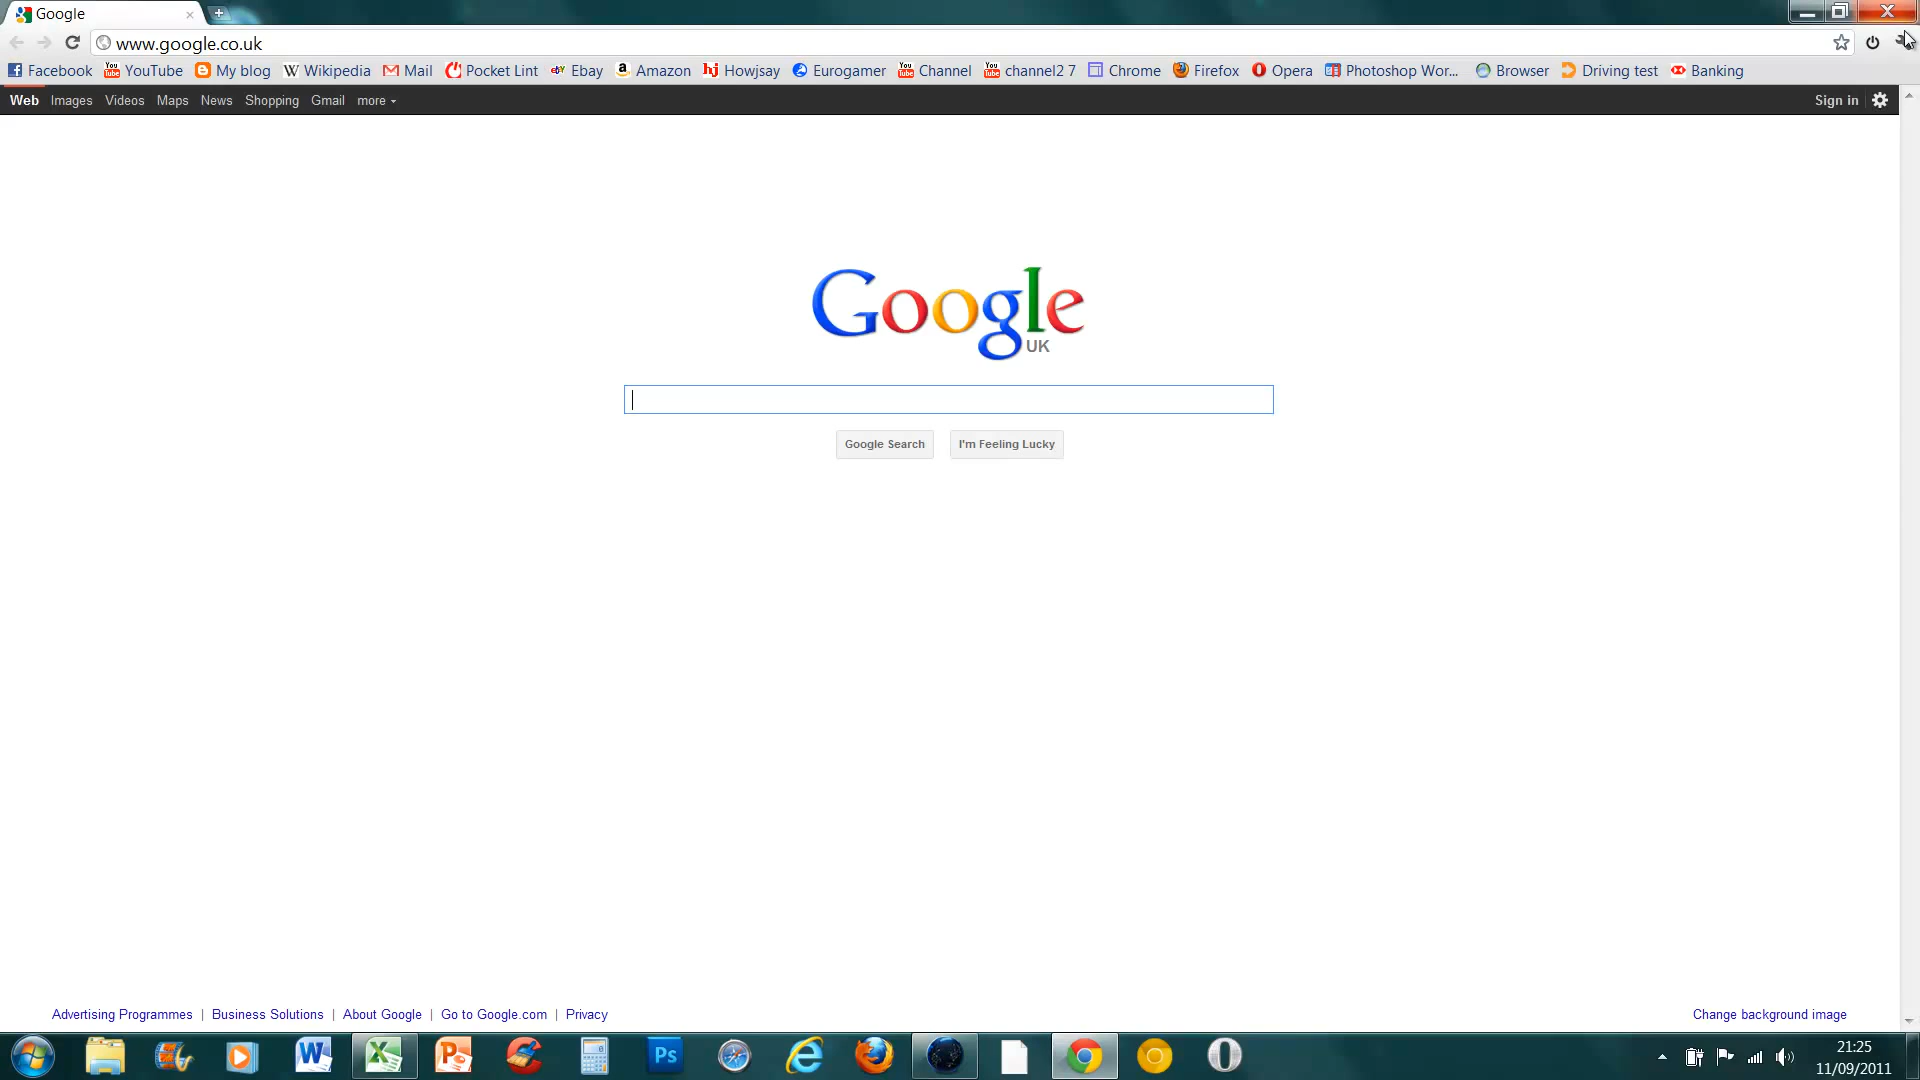 Google
www.google.co.uk
Facebook YouTube My blog Wikipedia Mail Pocket Lint Ebay Amazon Howjsay Eurogamer Channel channel2 7 Chrome Firefox Opera Photoshop Wor... Browser Driving test Banking
Web Images Videos Maps News Shopping Gmail more Sign in
Google
UK
Google Search I'm Feeling Lucky
Advertising Programmes | Business Solutions | About Google | Go to Google.com | Privacy Change background image
Ps
21:25
11/09/2011